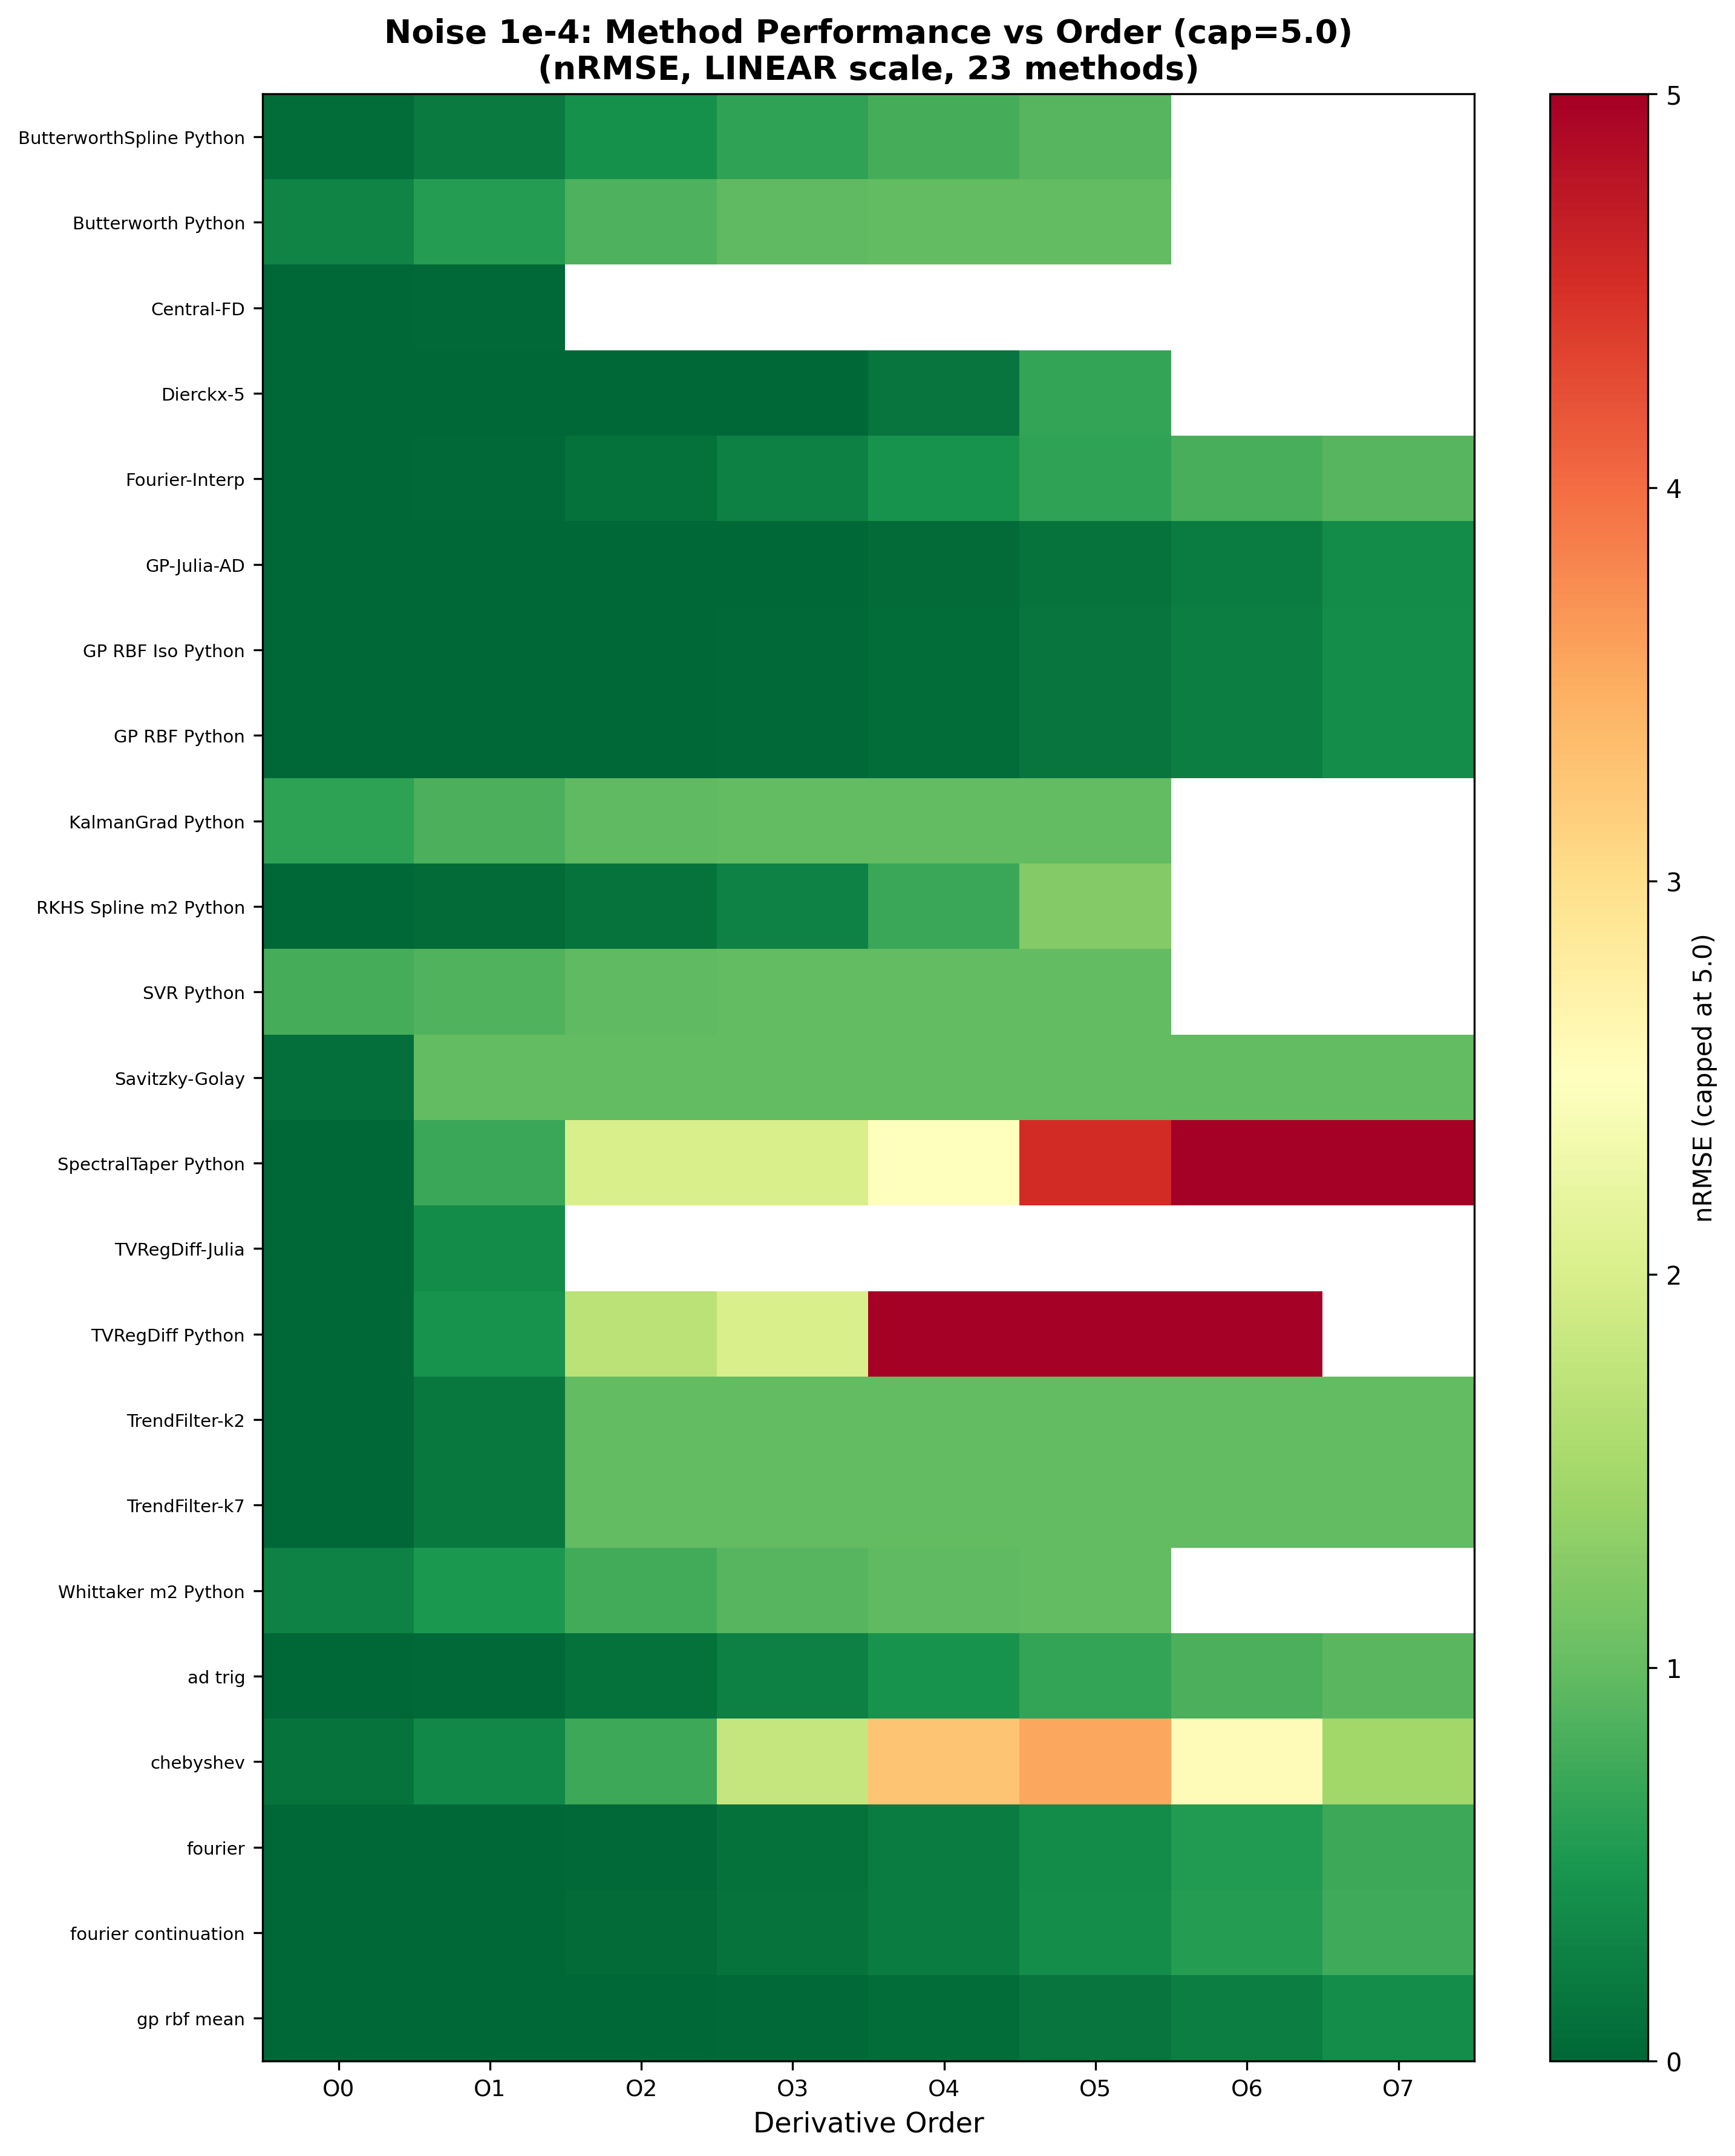 Noise 1e-4: Method Performance vs Order (cap=5.0)
(nRMSE, LINEAR scale, 23 methods)
ButterworthSpline Python
Butterworth Python
Central-FD
Dierckx-5
Fourier-Interp
GP-Julia-AD
GP RBF Iso Python
GP RBF Python
KalmanGrad Python
RKHS Spline m2 Python
SVR Python
Savitzky-Golay
SpectralTaper Python
TVRegDiff-Julia
TVRegDiff Python
TrendFilter-k2
TrendFilter-k7
Whittaker m2 Python
ad trig
chebyshev
fourier
fourier continuation
gp rbf mean
O0 O1 O2 O3 O4 O5 O6 O7
Derivative Order
5
4
3
2
1
0
nRMSE (capped at 5.0)